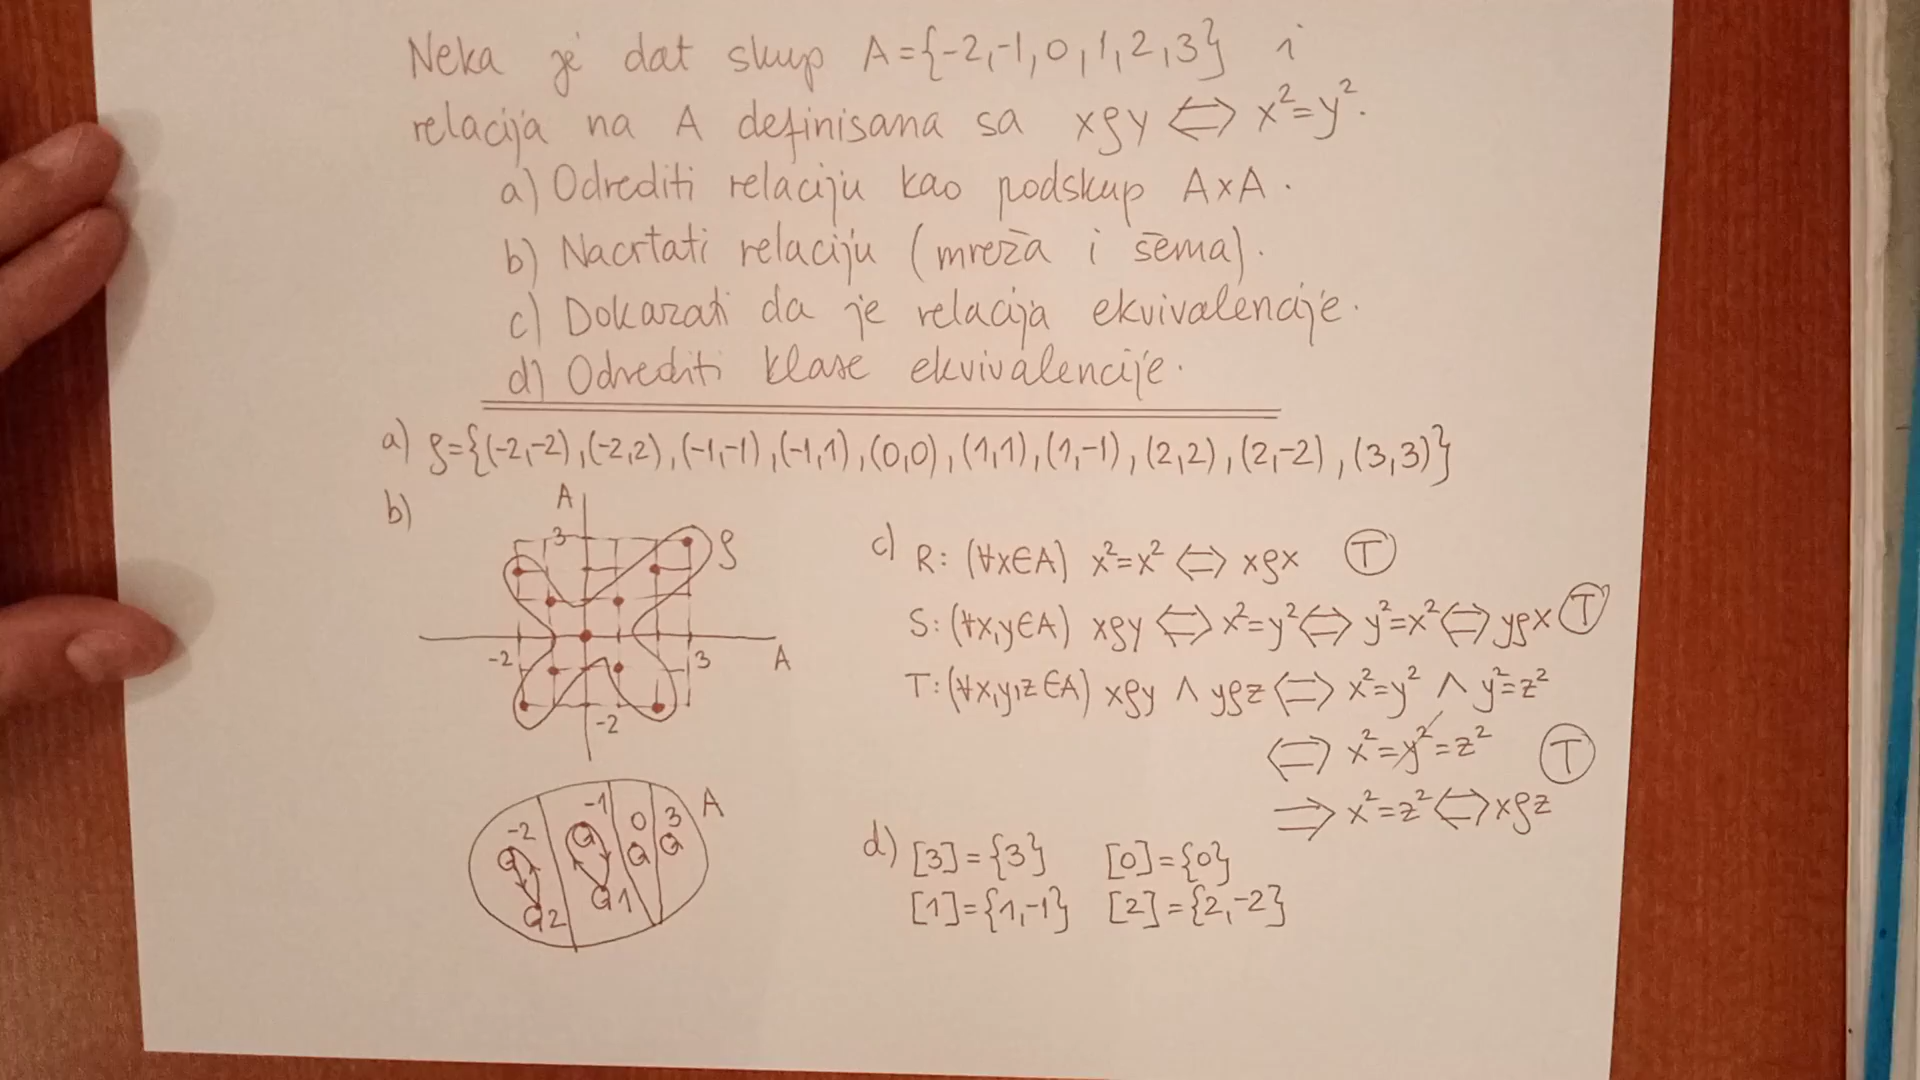 Neka je dat skup A={-2,-1,0,1,2,3} i
relacija na A definisana sa xρy ⟺ x²=y².
a) Odrediti relaciju kao podskup A×A.
b) Nacrtati relaciju (mreža i šema).
c) Dokazati da je relacija ekvivalencije.
d) Odrediti klase ekvivalencije.
a) ρ={(-2,-2),(-2,2),(-1,-1),(-1,1),(0,0),(1,1),(1,-1),(2,2),(2,-2),(3,3)}
b)
A
3
ρ
-2
3
A
-2
-2
-1
0
3
A
2
1
c) R: (∀x∈A) x²=x² ⟺ xρx T
S: (∀x,y∈A) xρy ⟺ x²=y² ⟺ y²=x² ⟺ yρx T
T: (∀x,y,z∈A) xρy ∧ yρz ⟺ x²=y² ∧ y²=z²
⟺ x²=y²=z² T
⟹ x²=z² ⟺ xρz
d) [3]={3} [0]={0}
[1]={1,-1} [2]={2,-2}